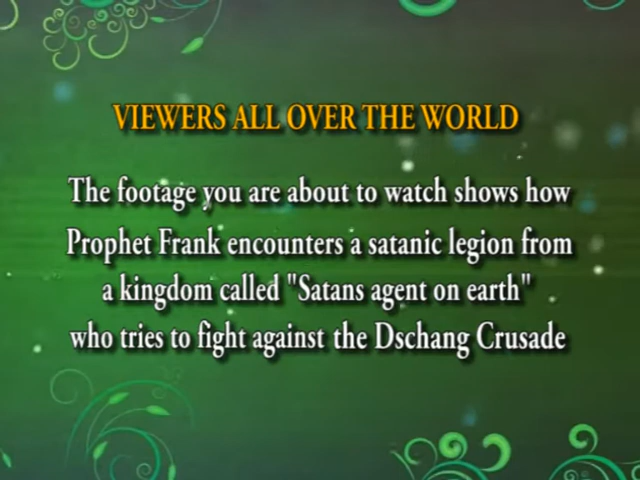 VIEWERS ALL OVER THE WORLD
The footage you are about to watch shows how
Prophet Frank encounters a satanic legion from
a kingdom called "Satans agent on earth"
who tries to fight against the Dschang Crusade